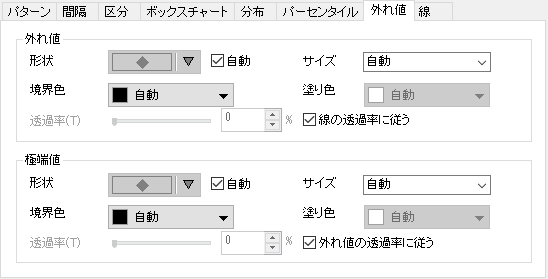 パターン 間隔 区分 ボックスチャート 分布 パーセンタイル 外れ値 線
外れ値
形状 自動 サイズ 自動
境界色 自動 塗り色 自動
透過率(T) 0 % 線の透過率に従う
極端値
形状 自動 サイズ 自動
境界色 自動 塗り色 自動
透過率(T) 0 % 外れ値の透過率に従う